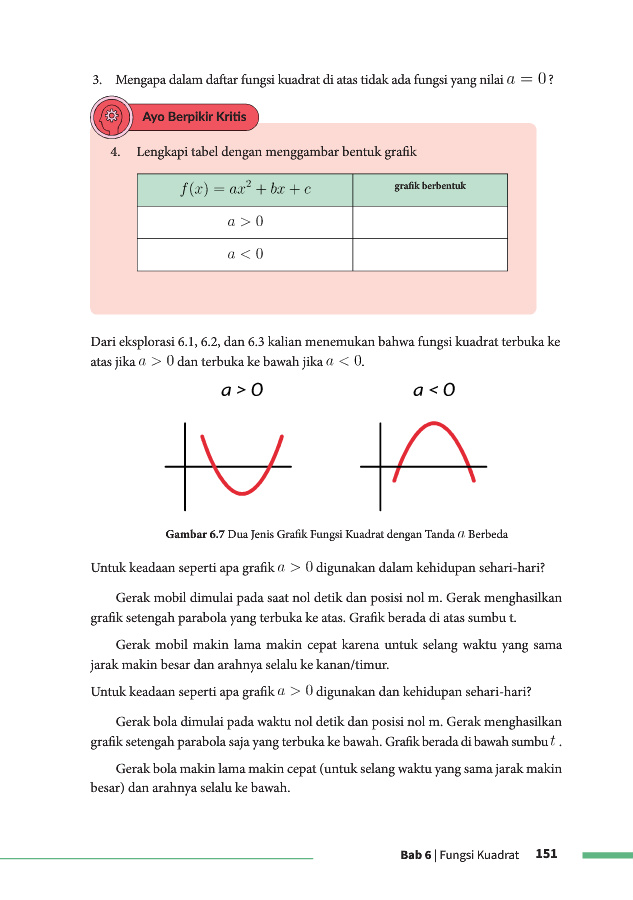 3. Mengapa dalam daftar fungsi kuadrat di atas tidak ada fungsi yang nilai a = 0 ?
Ayo Berpikir Kritis
4. Lengkapi tabel dengan menggambar bentuk grafik
f(x) = ax² + bx + c grafik berbentuk
a > 0
a < 0
Dari eksplorasi 6.1, 6.2, dan 6.3 kalian menemukan bahwa fungsi kuadrat terbuka ke
atas jika a > 0 dan terbuka ke bawah jika a < 0.
a > 0 a < 0
Gambar 6.7 Dua Jenis Grafik Fungsi Kuadrat dengan Tanda a Berbeda
Untuk keadaan seperti apa grafik a > 0 digunakan dalam kehidupan sehari-hari?
Gerak mobil dimulai pada saat nol detik dan posisi nol m. Gerak menghasilkan
grafik setengah parabola yang terbuka ke atas. Grafik berada di atas sumbu t.
Gerak mobil makin lama makin cepat karena untuk selang waktu yang sama
jarak makin besar dan arahnya selalu ke kanan/timur.
Untuk keadaan seperti apa grafik a > 0 digunakan dan kehidupan sehari-hari?
Gerak bola dimulai pada waktu nol detik dan posisi nol m. Gerak menghasilkan
grafik setengah parabola saja yang terbuka ke bawah. Grafik berada di bawah sumbu t .
Gerak bola makin lama makin cepat (untuk selang waktu yang sama jarak makin
besar) dan arahnya selalu ke bawah.
Bab 6 | Fungsi Kuadrat 151